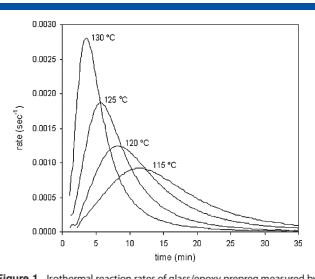 0.0030
0.0025
0.0020
0.0015
0.0010
0.0005
0.0000
rate (sec⁻¹)
130 °C
125 °C
120 °C
115 °C
0 5 10 15 20 25 30 35
time (min)
Figure 1. Isothermal reaction rates of glass/epoxy prepreg measured by